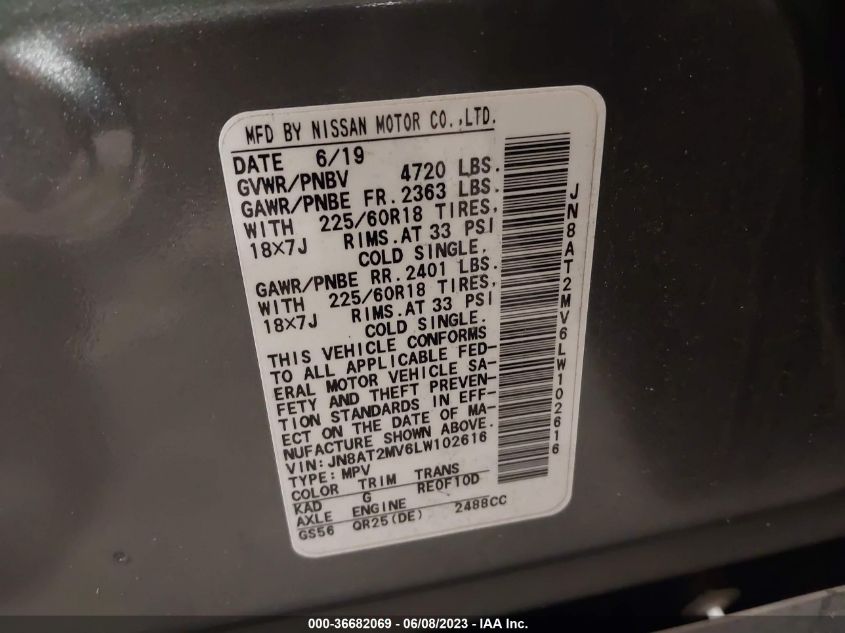 MFD BY NISSAN MOTOR CO.,LTD.
DATE 6/19
GVWR/PNBV 4720 LBS.
GAWR/PNBE FR. 2363 LBS.
WITH 225/60R18 TIRES,
18×7J RIMS.AT 33 PSI
COLD SINGLE.
GAWR/PNBE RR. 2401 LBS.
WITH 225/60R18 TIRES,
18×7J RIMS.AT 33 PSI
COLD SINGLE.
THIS VEHICLE CONFORMS
TO ALL APPLICABLE FED-
ERAL MOTOR VEHICLE SA-
FETY AND THEFT PREVEN-
TION STANDARDS IN EFF-
ECT ON THE DATE OF MA-
NUFACTURE SHOWN ABOVE.
VIN:JN8AT2MV6LW102616
TYPE:MPV
COLOR TRIM TRANS
KAD G RE0F10D
AXLE ENGINE
GS56 QR25(DE) 2488CC
JN8AT2MV6LW102616
000-36682069 - 06/08/2023 - IAA Inc.